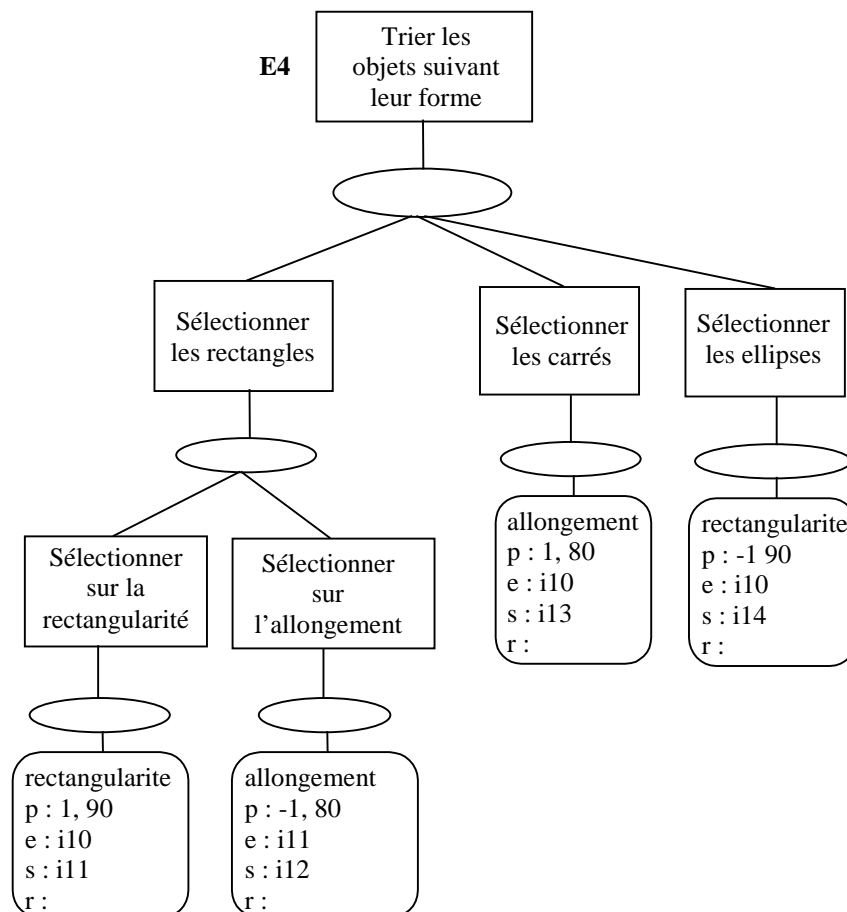 E4
Trier les
objets suivant
leur forme
Sélectionner
les rectangles
Sélectionner
les carrés
Sélectionner
les ellipses
Sélectionner
sur la
rectangularité
Sélectionner
sur
l’allongement
allongement
p : 1, 80
e : i10
s : i13
r :
rectangularite
p : -1 90
e : i10
s : i14
r :
rectangularite
p : 1, 90
e : i10
s : i11
r :
allongement
p : -1, 80
e : i11
s : i12
r :